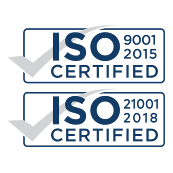 ISO 9001
2015
CERTIFIED
ISO 21001
2018
CERTIFIED